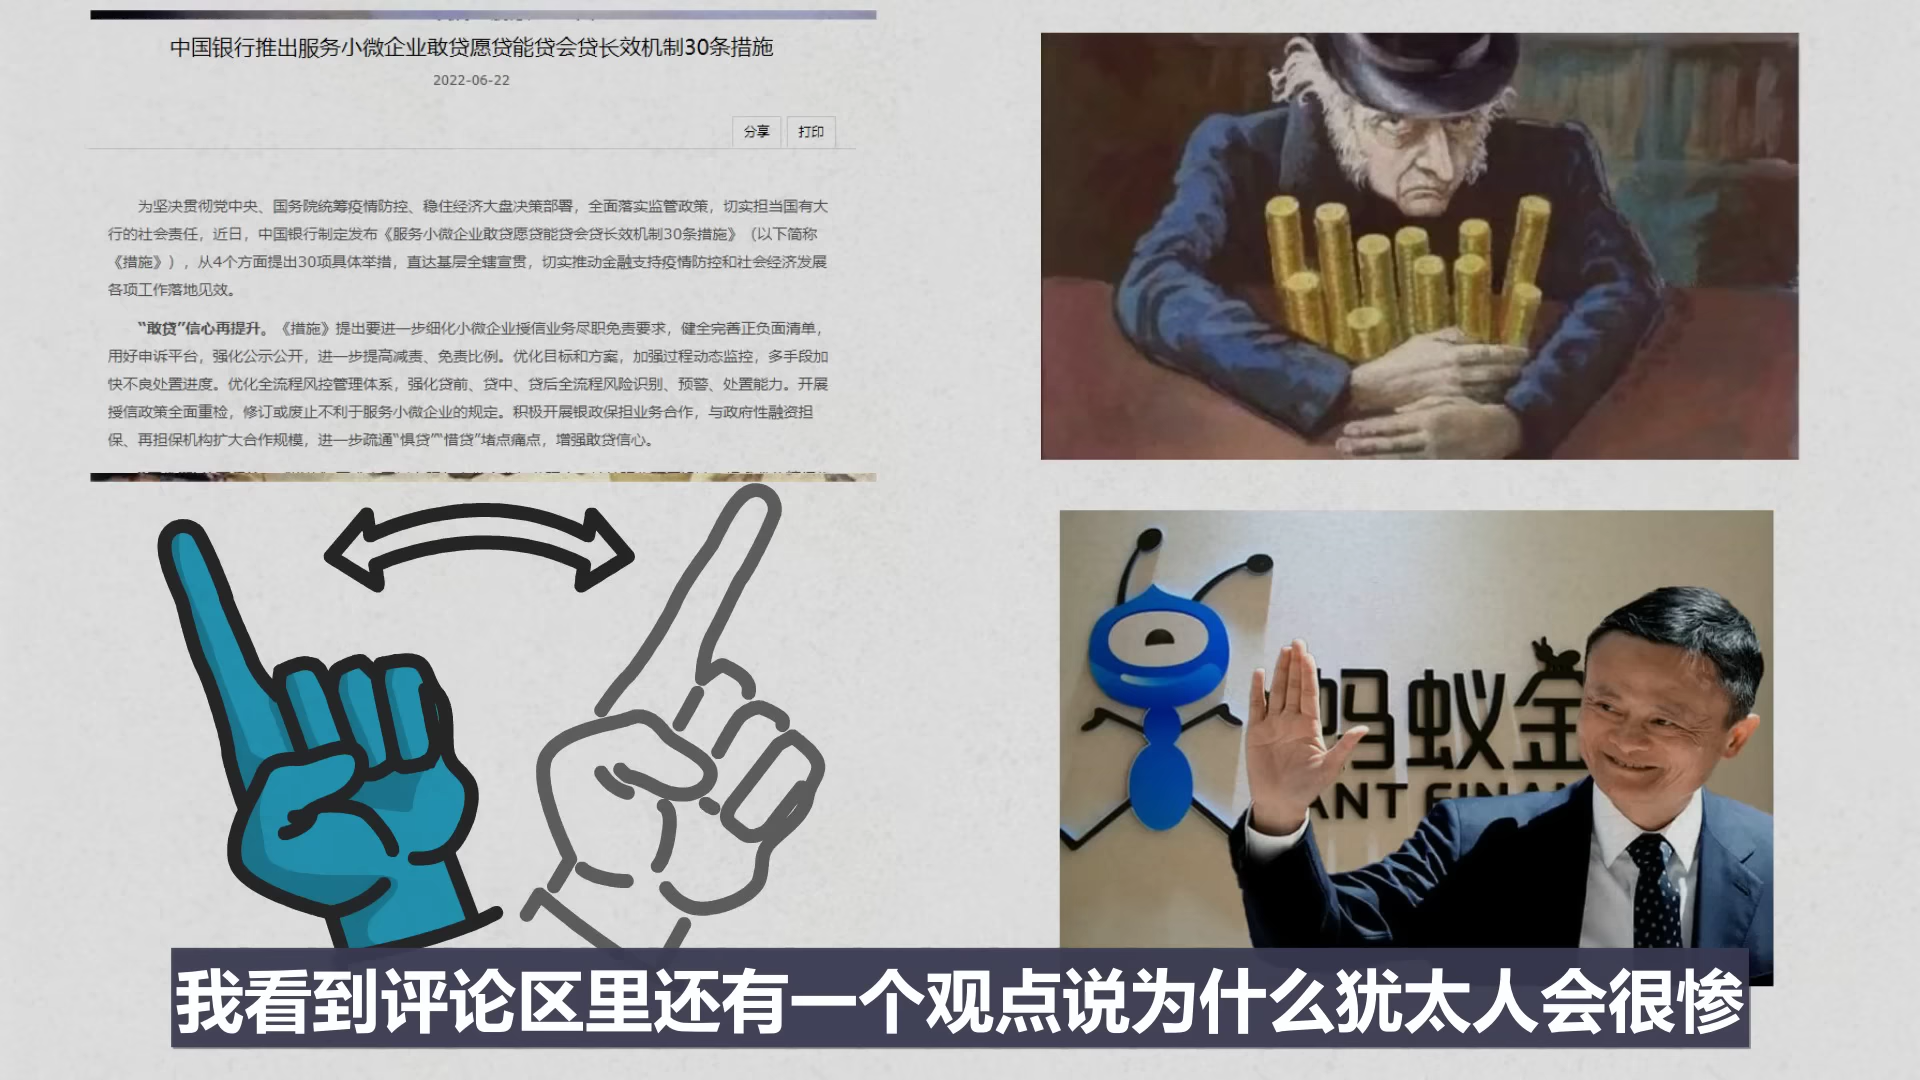 中国银行推出服务小微企业敢贷愿贷能贷会贷长效机制30条措施
2022-06-22
分享
打印
为坚决贯彻党中央、国务院统筹疫情防控、稳住经济大盘决策部署，全面落实监管政策，切实担当国有大
行的社会责任，近日，中国银行制定发布《服务小微企业敢贷愿贷能贷会贷长效机制30条措施》（以下简称
《措施》），从4个方面提出30项具体举措，直达基层全辖宣贯，切实推动金融支持疫情防控和社会经济发展
各项工作落地见效。
“敢贷”信心再提升。《措施》提出要进一步细化小微企业授信业务尽职免责要求，健全完善正负面清单，
用好申诉平台，强化公示公开，进一步提高减责、免责比例。优化目标和方案，加强过程动态监控，多手段加
快不良处置进度。优化全流程风控管理体系，强化贷前、贷中、贷后全流程风险识别、预警、处置能力。开展
授信政策全面重检，修订或废止不利于服务小微企业的规定。积极开展银政保担业务合作，与政府性融资担
保、再担保机构扩大合作规模，进一步疏通“惧贷”“惜贷”堵点痛点，增强敢贷信心。
蚂蚁金
ANT FINAN
我看到评论区里还有一个观点说为什么犹太人会很惨